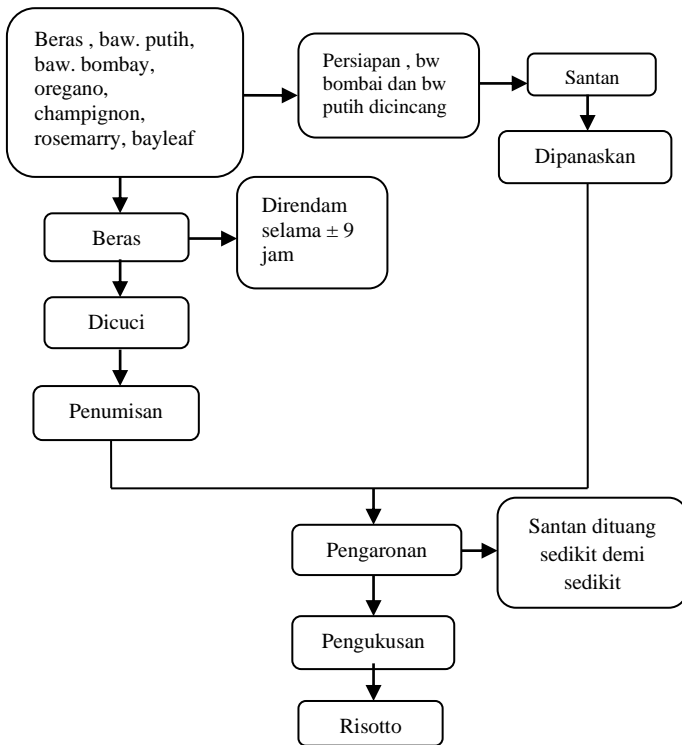 Beras , baw. putih,
baw. bombay,
oregano,
champignon,
rosemarry, bayleaf
Persiapan , bw
bombai dan bw
putih dicincang
Santan
Dipanaskan
Beras
Direndam
selama ± 9
jam
Dicuci
Penumisan
Pengaronan
Santan dituang
sedikit demi
sedikit
Pengukusan
Risotto